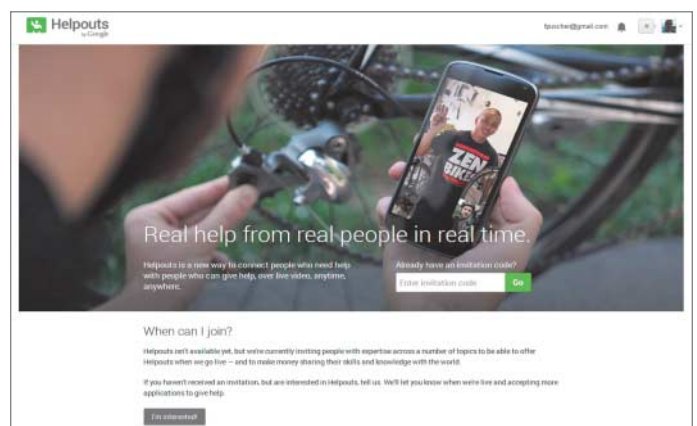 Helpouts
by Google
Real help from real people in real time.
Helpouts is a new way to connect people who need help
with people who can give help, over live video, anytime,
anywhere.
Already have an invitation code?
Enter invitation code
Go
ZEN
BIKES
When can I join?
Helpouts isn't available yet, but we're currently inviting people with expertise across a number of topics to be able to offer
Helpouts when we go live — and to make money sharing their skills and knowledge with the world.
If you haven't received an invitation, but are interested in Helpouts, tell us. We'll let you know when we're live and accepting more
applications to give help.
I'm interested!